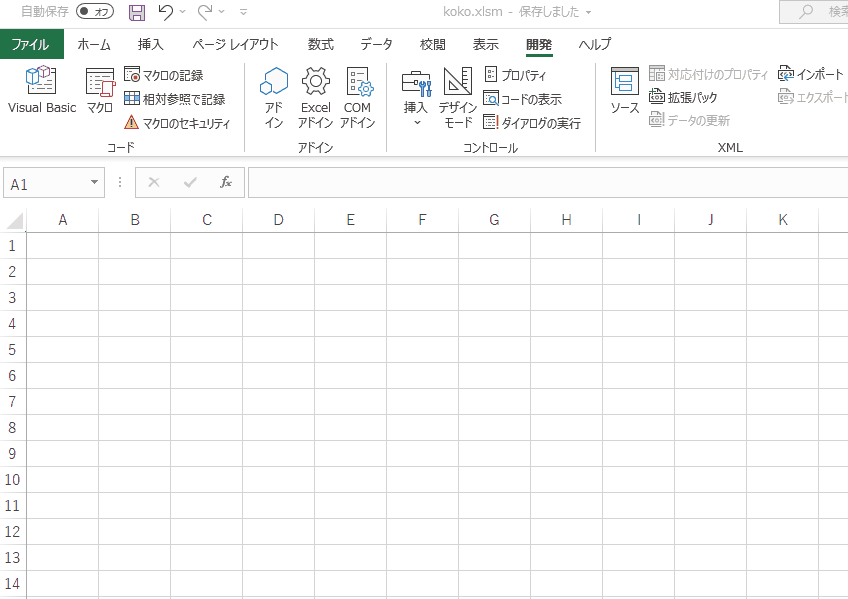 自動保存 オフ koko.xlsm - 保存しました
ファイル ホーム 挿入 ページ レイアウト 数式 データ 校閲 表示 開発 ヘルプ
Visual Basic
マクロ
マクロの記録
相対参照で記録
マクロのセキュリティ
コード
アド
イン
Excel
アドイン
COM
アドイン
アドイン
挿入
デザイン
モード
プロパティ
コードの表示
ダイアログの実行
コントロール
ソース
対応付けのプロパティ
拡張パック
データの更新
インポート
エクスポート
XML
A1 fx
A B C D E F G H I J K
1
2
3
4
5
6
7
8
9
10
11
12
13
14